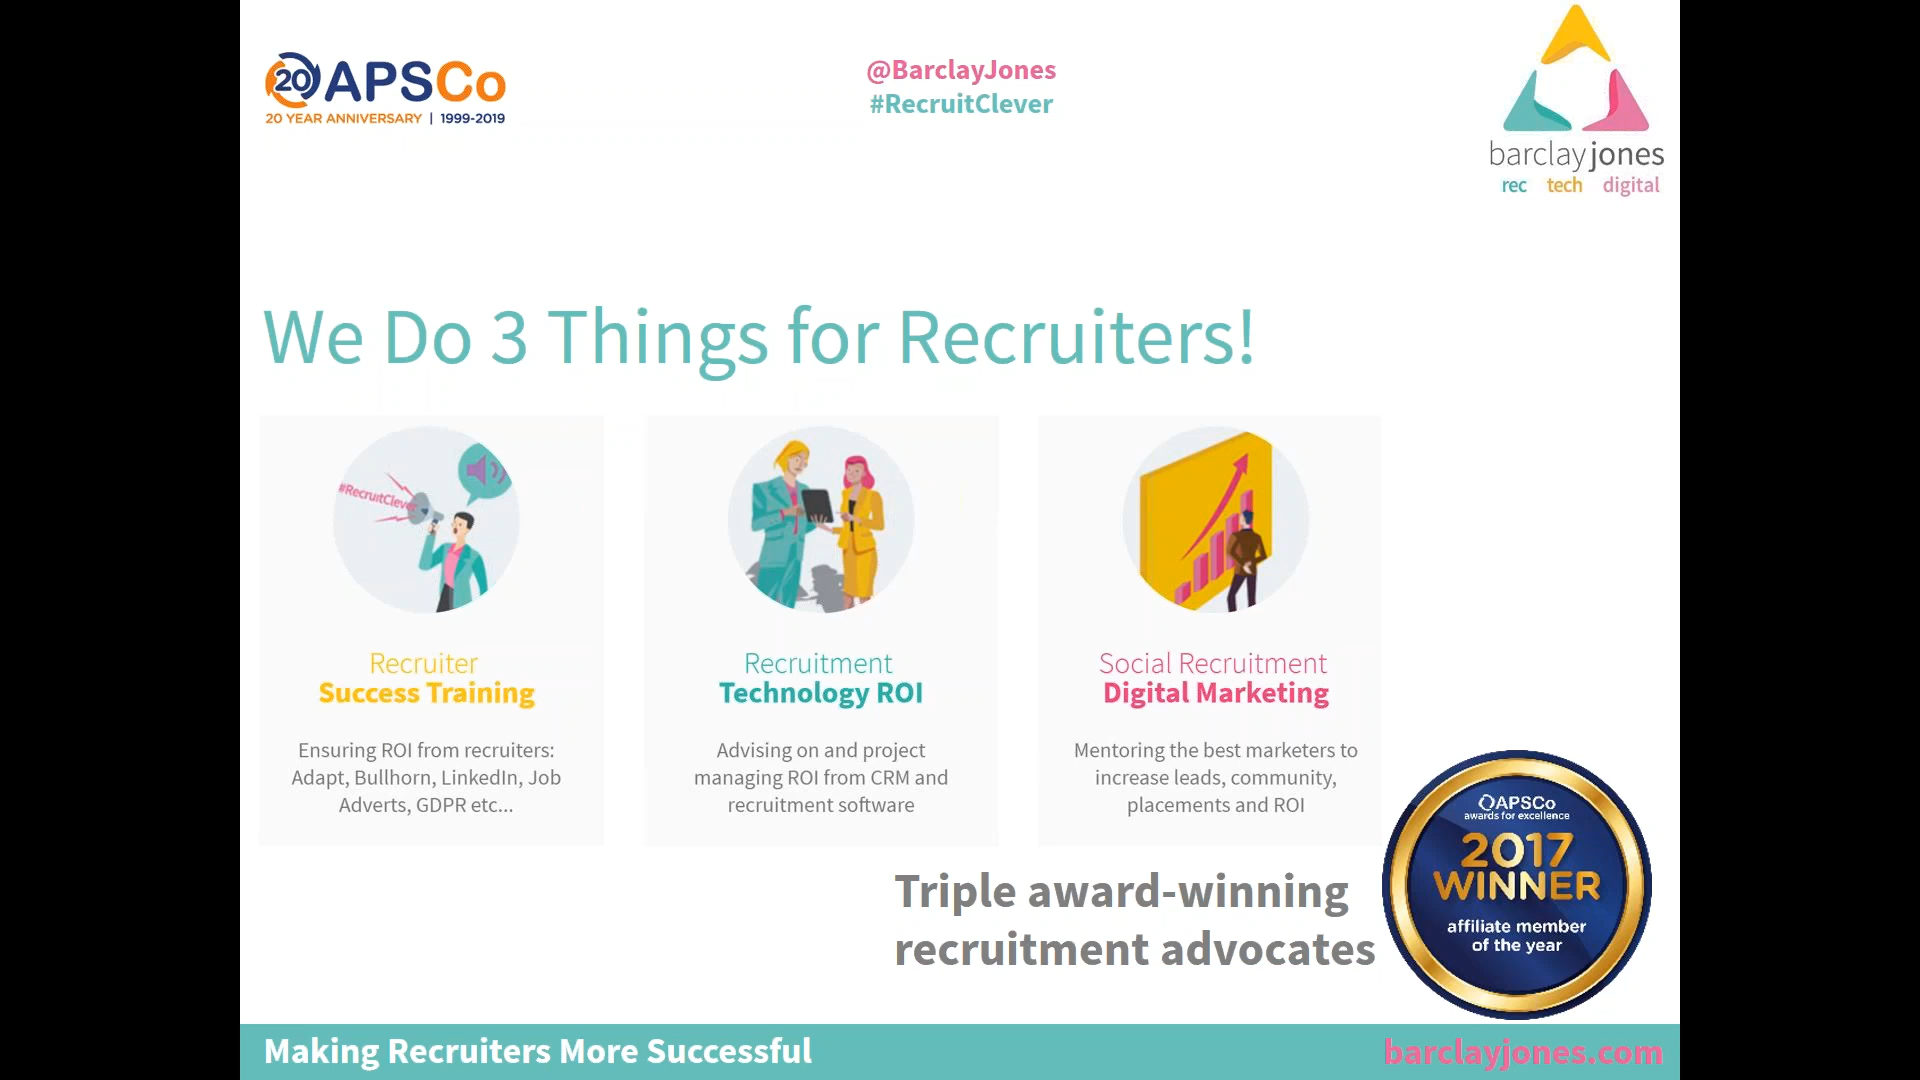 20 APSCo
20 YEAR ANNIVERSARY | 1999-2019
@BarclayJones
#RecruitClever
barclayjones
rec tech digital
We Do 3 Things for Recruiters!
#RecruitClever
Recruiter
Success Training
Ensuring ROI from recruiters:
Adapt, Bullhorn, LinkedIn, Job
Adverts, GDPR etc...
Recruitment
Technology ROI
Advising on and project
managing ROI from CRM and
recruitment software
Social Recruitment
Digital Marketing
Mentoring the best marketers to
increase leads, community,
placements and ROI
Triple award-winning
recruitment advocates
APSCo
awards for excellence
2017
WINNER
affiliate member
of the year
Making Recruiters More Successful
barclayjones.com